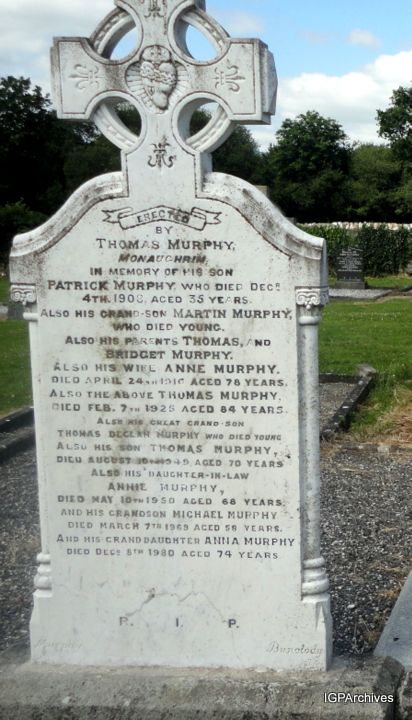 IHS
ERECTED
BY
THOMAS MURPHY,
MONAUGHRIM,
IN MEMORY OF HIS SON
PATRICK MURPHY, WHO DIED DECR
4TH 1908, AGED 35 YEARS.
ALSO HIS GRAND-SON MARTIN MURPHY,
WHO DIED YOUNG.
ALSO HIS PARENTS THOMAS, AND
BRIDGET MURPHY.
ALSO HIS WIFE ANNE MURPHY.
DIED APRIL 24TH 1916 AGED 78 YEARS.
ALSO THE ABOVE THOMAS MURPHY,
DIED FEB. 7TH 1925 AGED 84 YEARS.
ALSO HIS GREAT GRAND-SON
THOMAS DECLAN MURPHY WHO DIED YOUNG
ALSO HIS SON THOMAS MURPHY,
DIED AUGUST 10TH 1949 AGED 70 YEARS
ALSO HIS DAUGHTER-IN-LAW
ANNIE MURPHY,
DIED MAY 10TH 1950 AGED 68 YEARS
AND HIS GRANDSON MICHAEL MURPHY
DIED MARCH 7TH 1969 AGED 58 YEARS.
AND HIS GRANDDAUGHTER ANNA MURPHY
DIED DECR 8TH 1980 AGED 74 YEARS
R. I. P.
Murphy Bunclody
IGPArchives